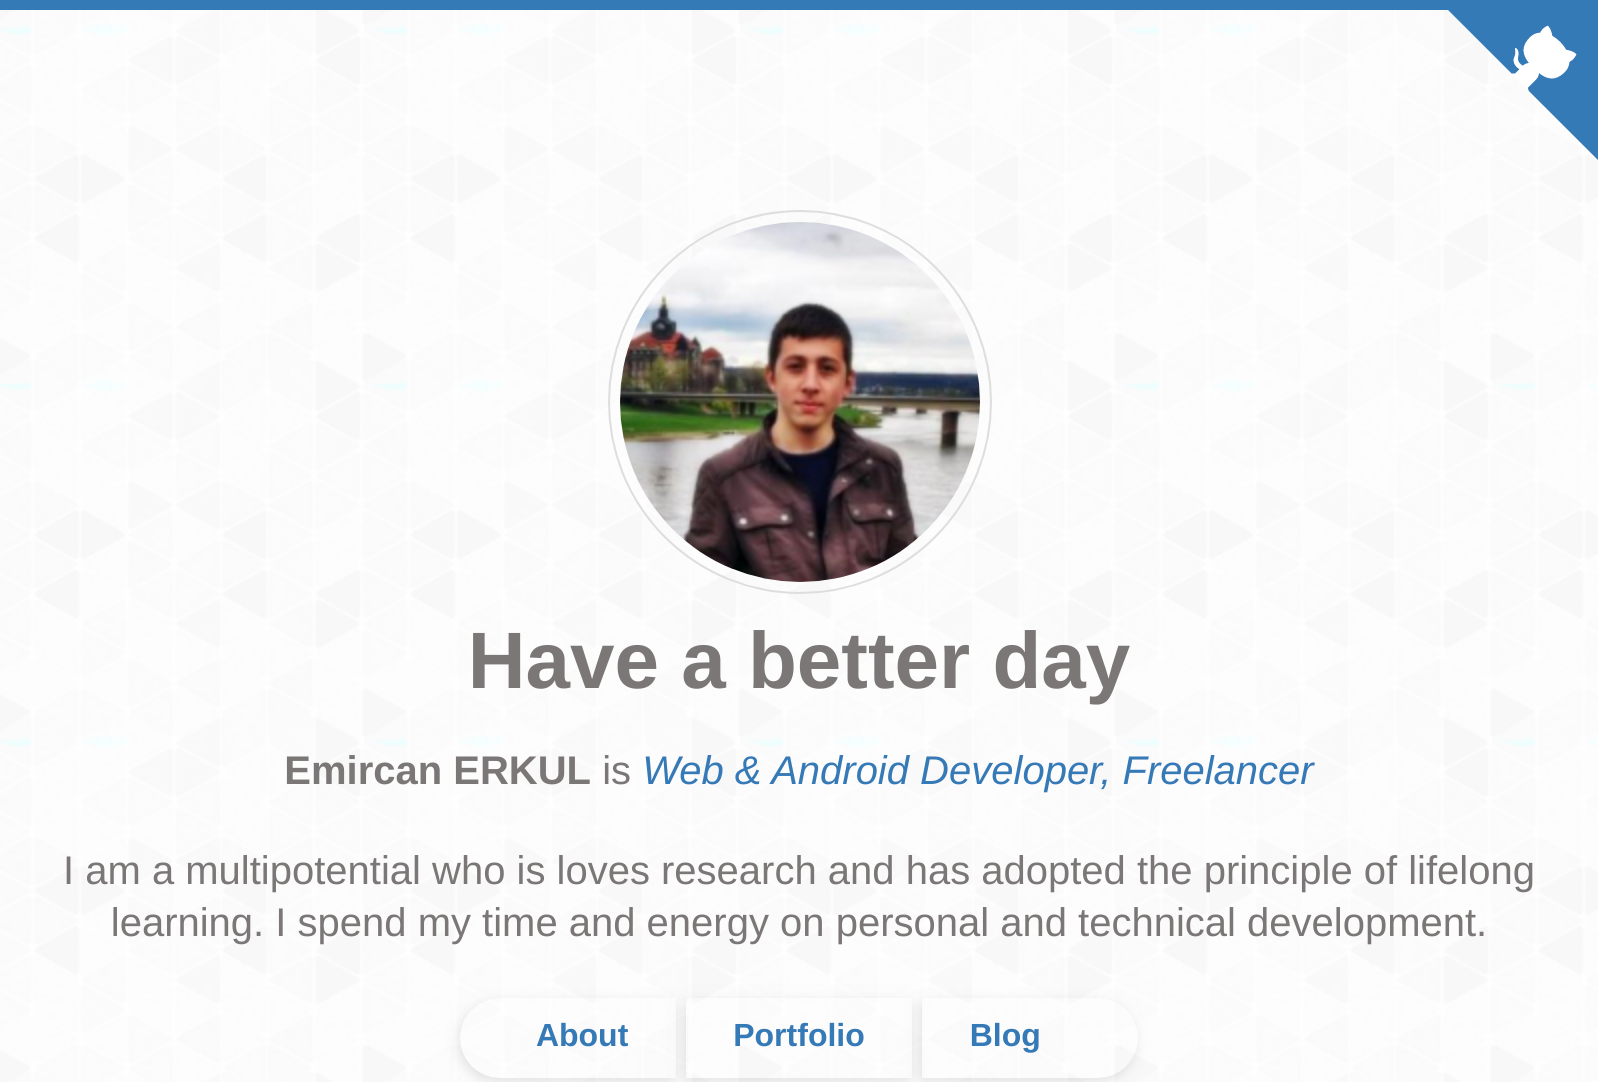 Have a better day
Emircan ERKUL is Web & Android Developer, Freelancer
I am a multipotential who is loves research and has adopted the principle of lifelong
learning. I spend my time and energy on personal and technical development.
About Portfolio Blog